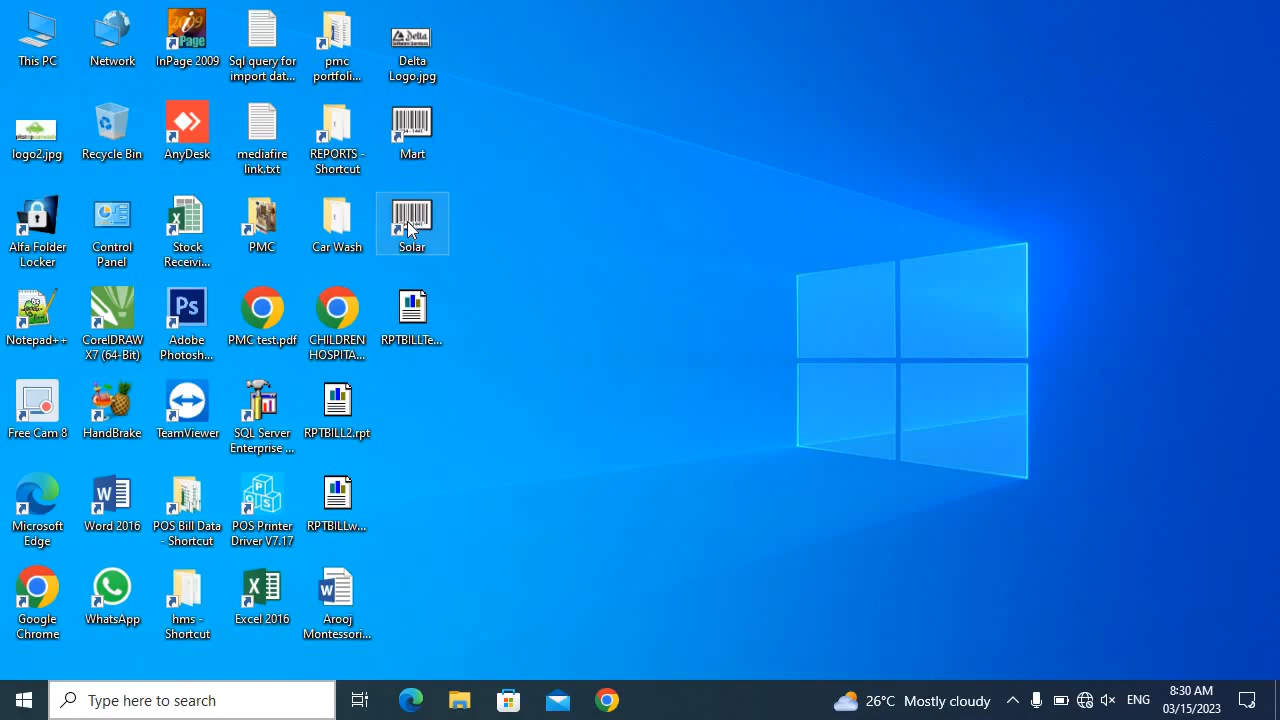 This PC
Network
InPage 2009
Sql query for
import dat...
pmc
portfoli...
Delta
Logo.jpg
logo2.jpg
Recycle Bin
AnyDesk
mediafire
link.txt
REPORTS -
Shortcut
Mart
Alfa Folder
Locker
Control
Panel
Stock
Receivi...
PMC
Car Wash
Solar
Notepad++
CorelDRAW
X7 (64-Bit)
Adobe
Photosh...
PMC test.pdf
CHILDREN
HOSPITA...
RPTBILLTe...
Free Cam 8
HandBrake
TeamViewer
SQL Server
Enterprise ...
RPTBILL2.rpt
Microsoft
Edge
Word 2016
POS Bill Data
- Shortcut
POS Printer
Driver V7.17
RPTBILLw...
Google
Chrome
WhatsApp
hms -
Shortcut
Excel 2016
Arooj
Montessori...
Type here to search
26°C Mostly cloudy
ENG
8:30 AM
03/15/2023